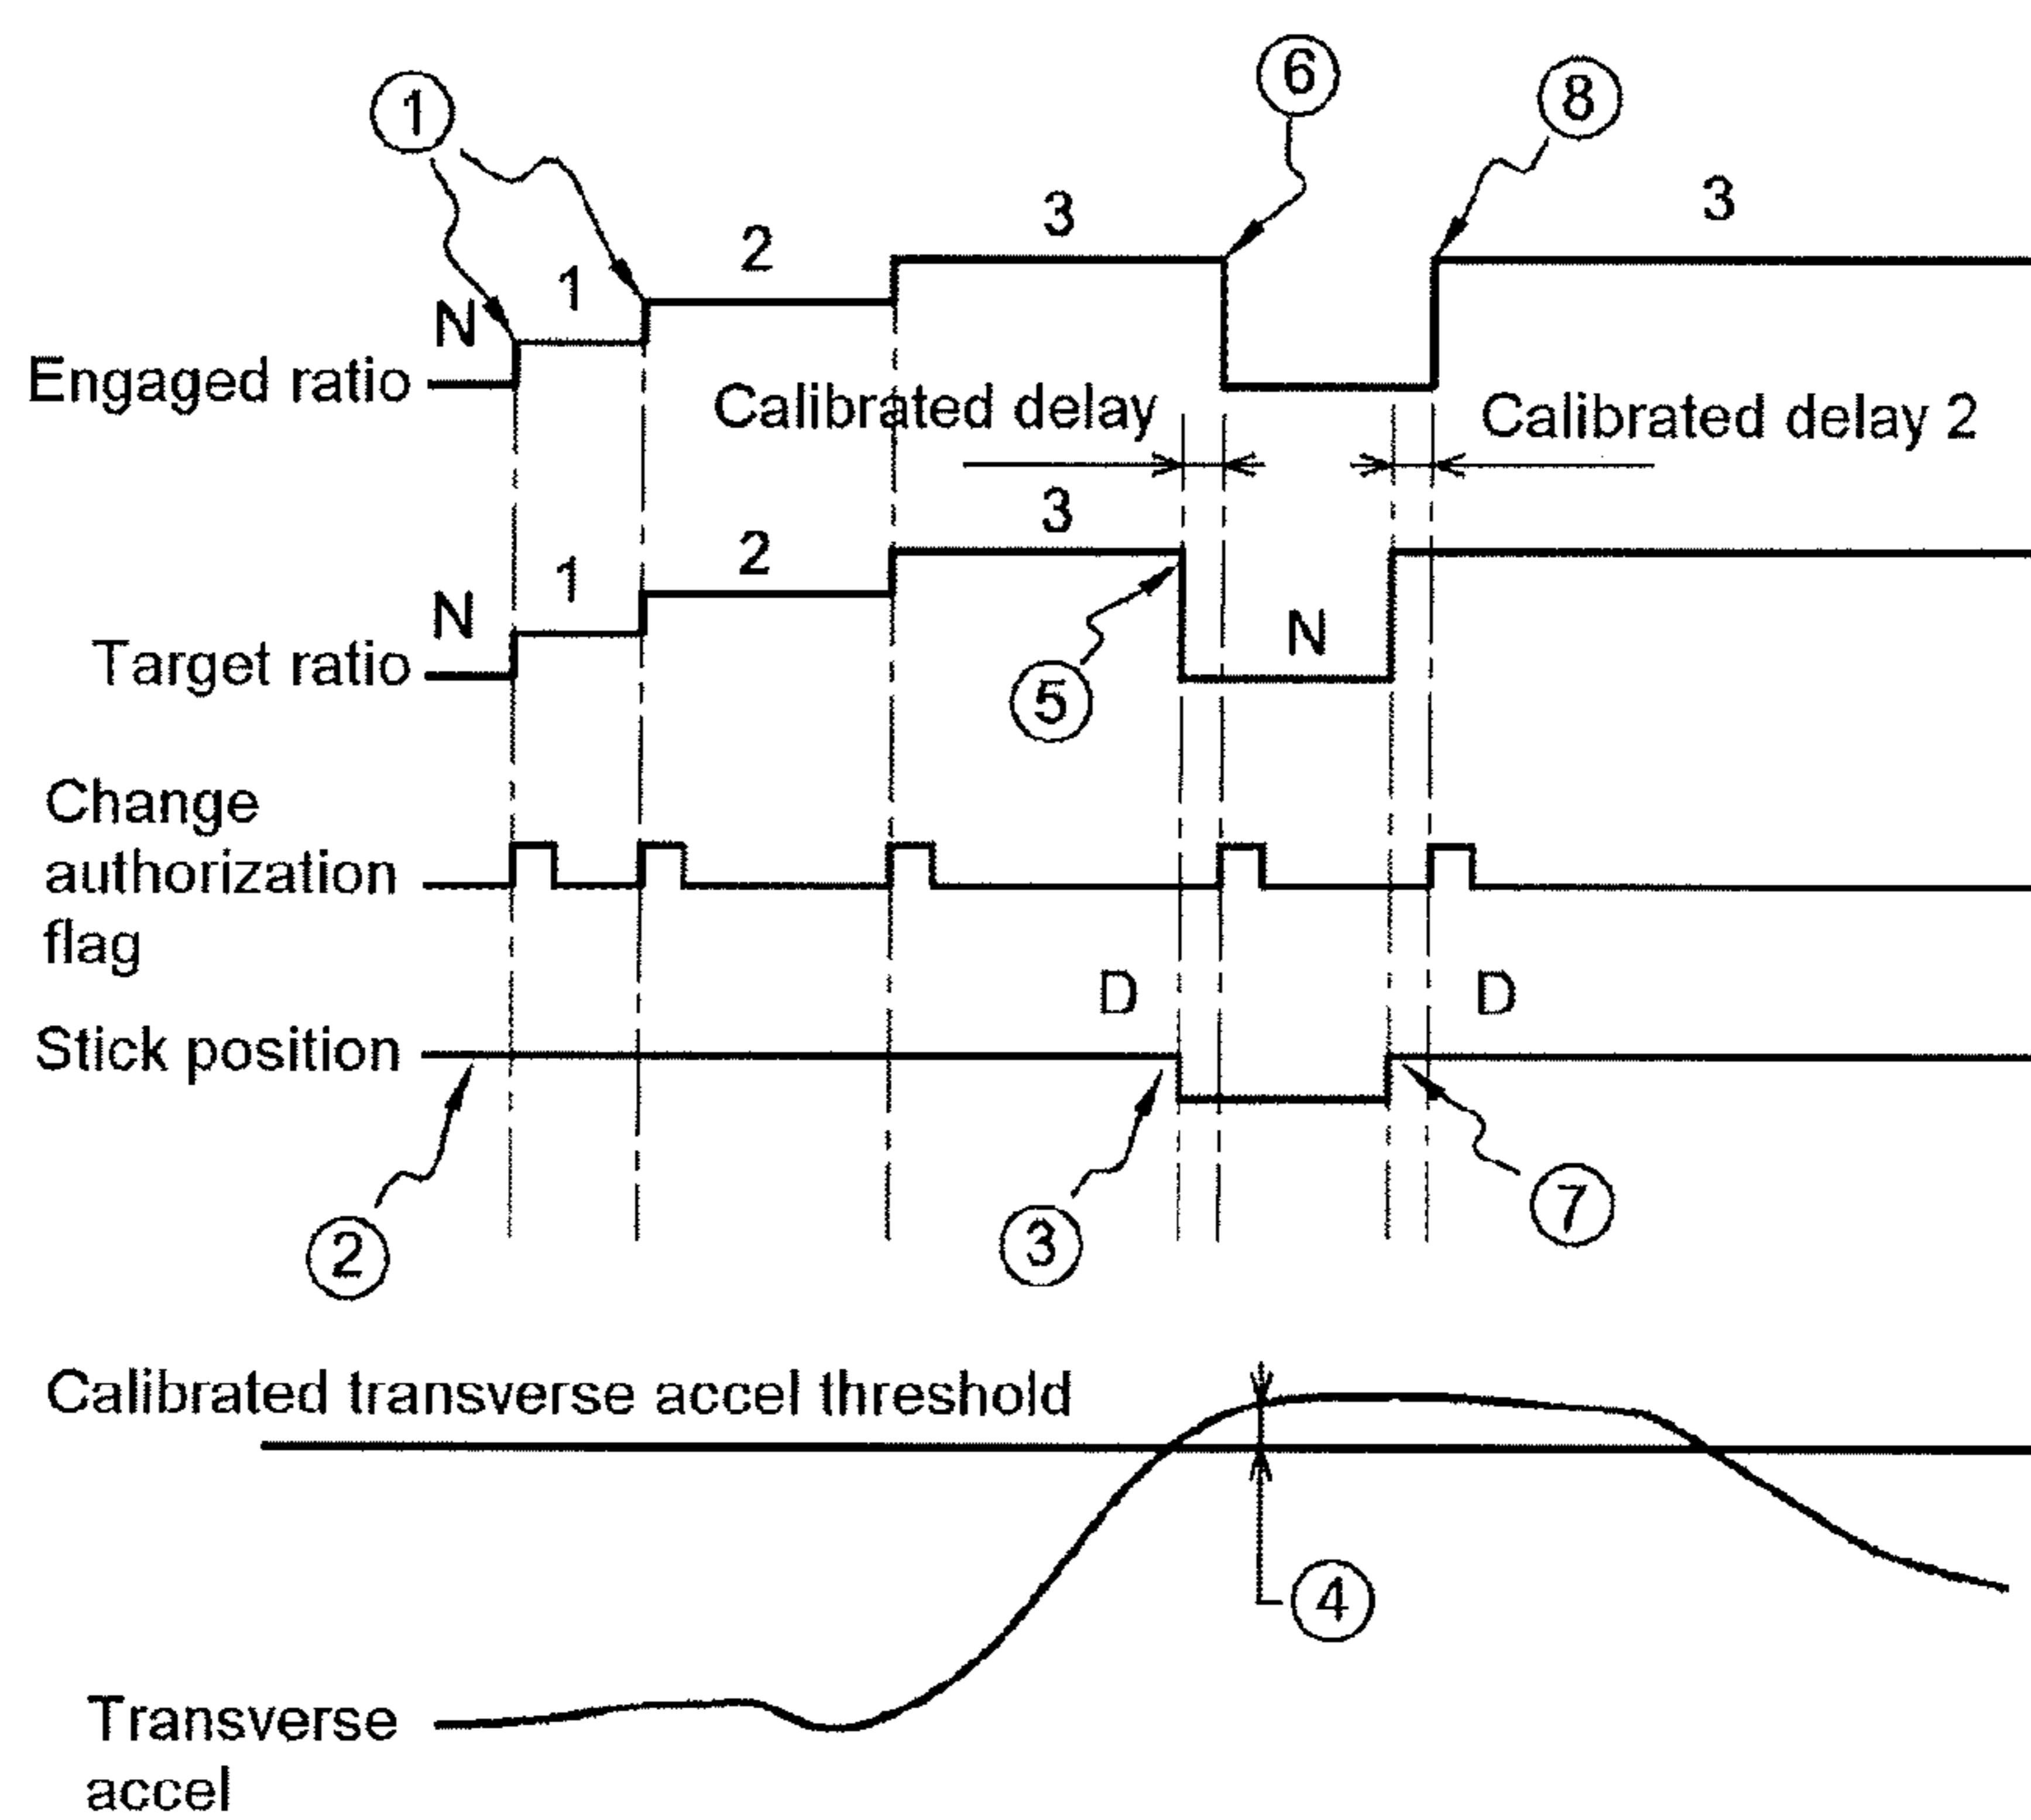 1
6
8
N
1
2
3
3
Engaged ratio
Calibrated delay
Calibrated delay 2
N
1
2
3
N
Target ratio
5
Change
authorization
flag
D
D
Stick position
2
3
7
Calibrated transverse accel threshold
4
Transverse
accel